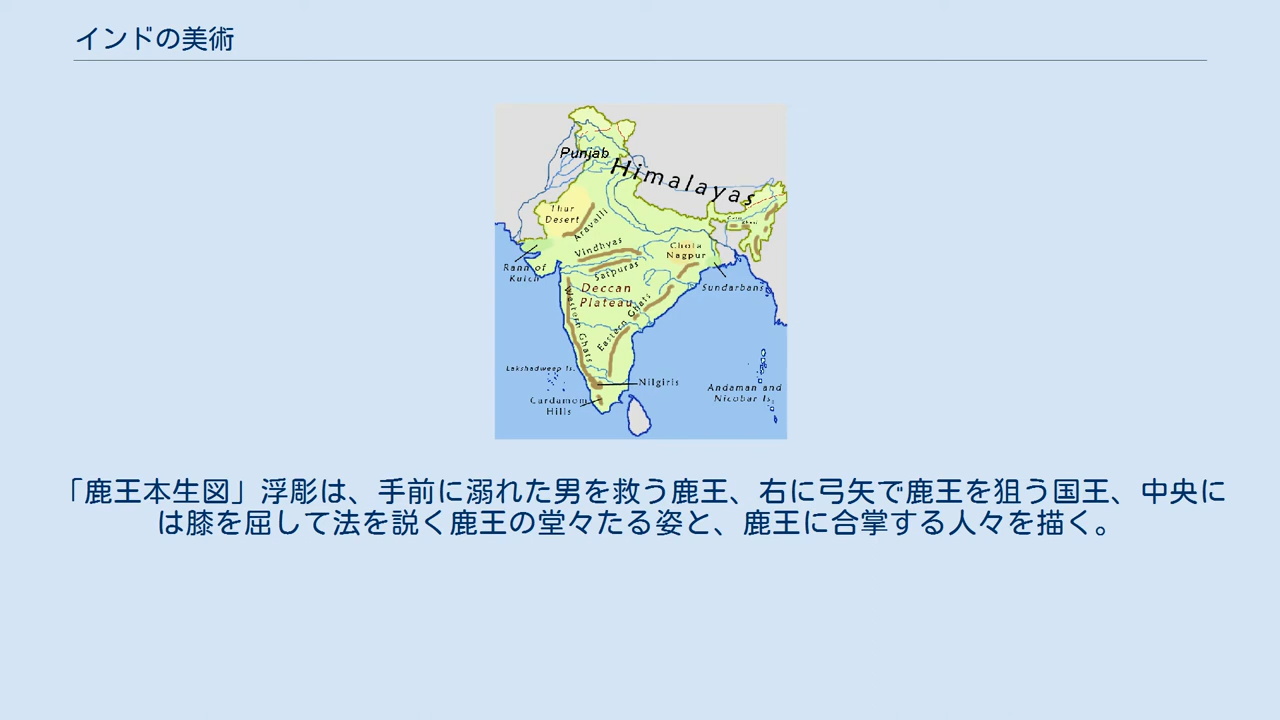 インドの美術
Punjab
Himalayas
Thar
Desert
Aravalli
Vindhyas
Satpuras
Chota
Nagpur
Rann of
Kutch
Deccan
Plateau
Sundarbans
Western Ghats
Eastern Ghats
Lakshadweep Is.
Nilgiris
Cardamom
Hills
Andaman and
Nicobar Is.
「鹿王本生図」浮彫は、手前に溺れた男を救う鹿王、右に弓矢で鹿王を狙う国王、中央に
は膝を屈して法を説く鹿王の堂々たる姿と、鹿王に合掌する人々を描く。